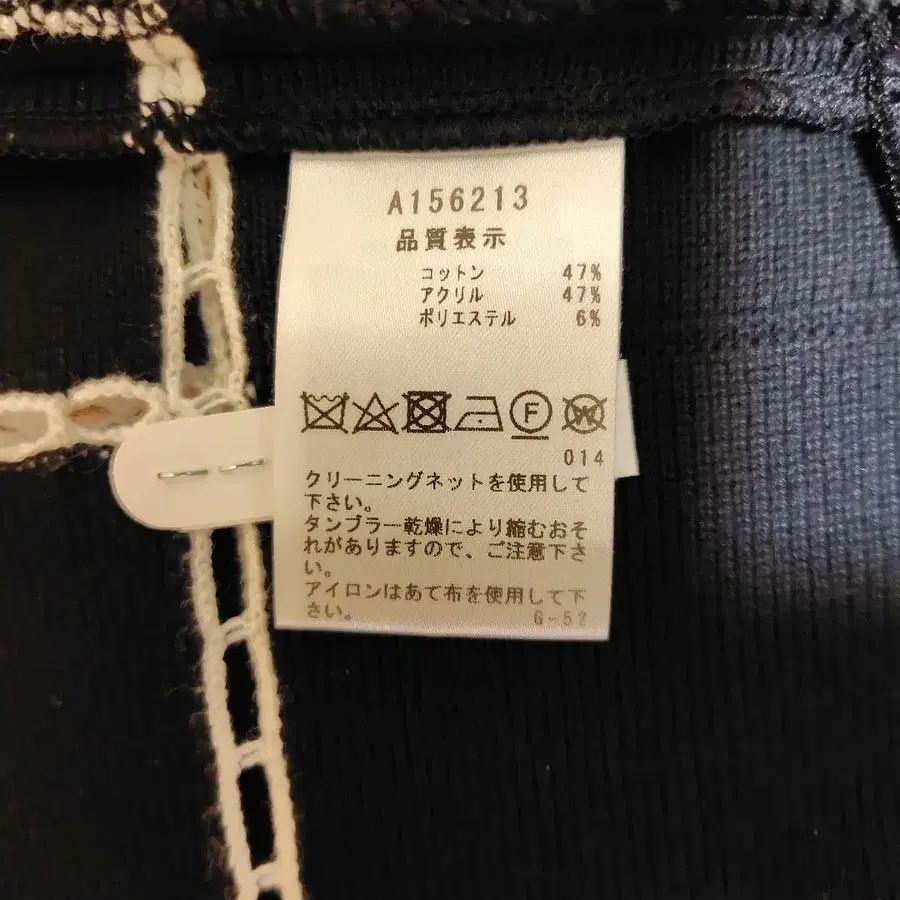 A156213
品質表示
コットン 47%
アクリル 47%
ポリエステル 6%
F W
014
クリーニングネットを使用して
下さい。
タンブラー乾燥により縮むおそ
れがありますので、ご注意下さ
い。
アイロンはあて布を使用して下
さい。
G-52